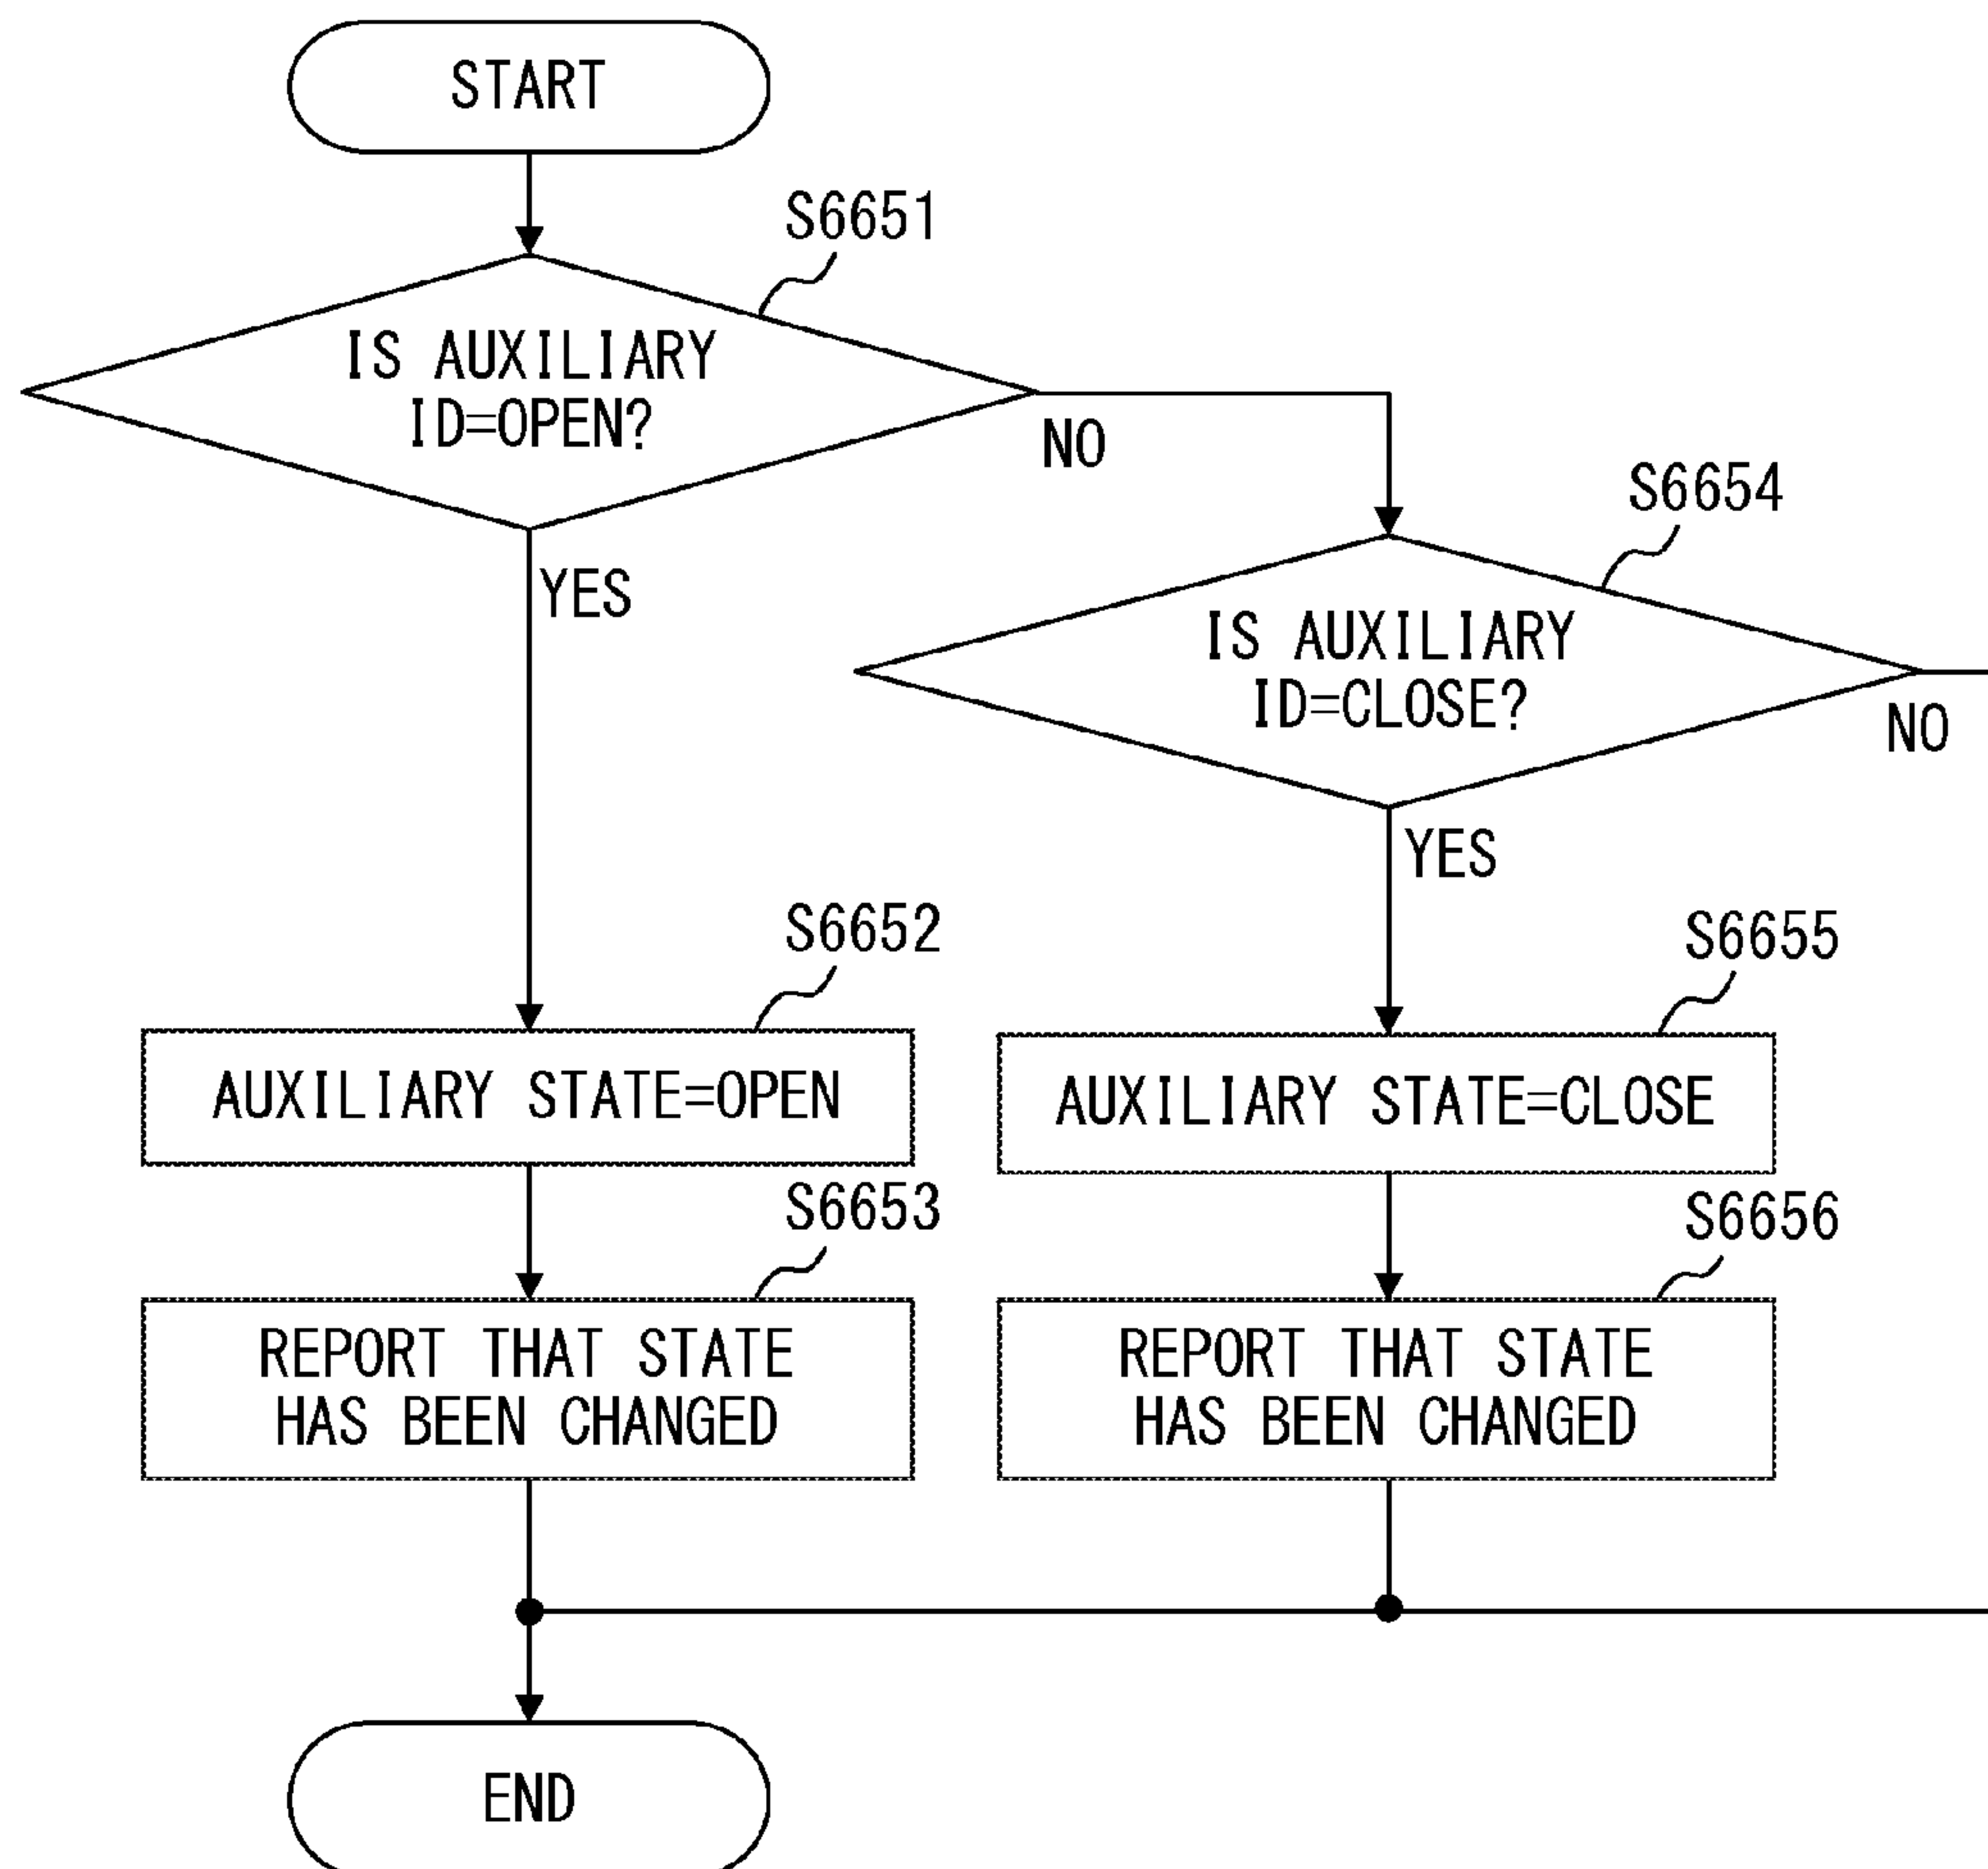 START
S6651
IS AUXILIARY
ID=OPEN?
NO
YES
S6654
IS AUXILIARY
ID=CLOSE?
NO
YES
S6652
AUXILIARY STATE=OPEN
S6655
AUXILIARY STATE=CLOSE
S6653
REPORT THAT STATE
HAS BEEN CHANGED
S6656
REPORT THAT STATE
HAS BEEN CHANGED
END